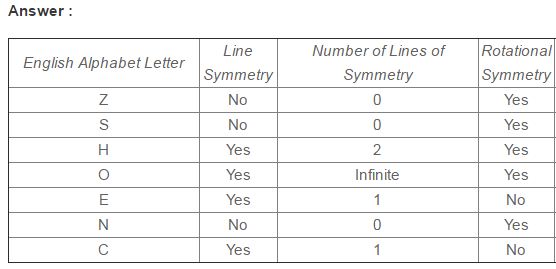 Answer :
English Alphabet Letter Line Symmetry Number of Lines of Symmetry Rotational Symmetry
Z No 0 Yes
S No 0 Yes
H Yes 2 Yes
O Yes Infinite Yes
E Yes 1 No
N No 0 Yes
C Yes 1 No